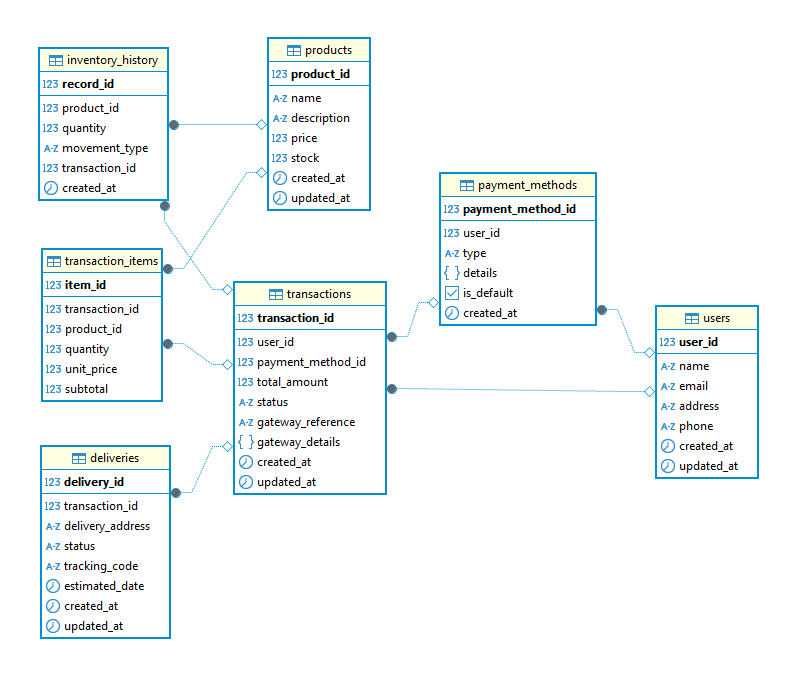 inventory_history
123 record_id
123 product_id
123 quantity
A-Z movement_type
123 transaction_id
created_at
products
123 product_id
A-Z name
A-Z description
123 price
123 stock
created_at
updated_at
payment_methods
123 payment_method_id
123 user_id
A-Z type
{ } details
is_default
created_at
transaction_items
123 item_id
123 transaction_id
123 product_id
123 quantity
123 unit_price
123 subtotal
transactions
123 transaction_id
123 user_id
123 payment_method_id
123 total_amount
A-Z status
A-Z gateway_reference
{ } gateway_details
created_at
updated_at
users
123 user_id
A-Z name
A-Z email
A-Z address
A-Z phone
created_at
updated_at
deliveries
123 delivery_id
123 transaction_id
A-Z delivery_address
A-Z status
A-Z tracking_code
estimated_date
created_at
updated_at